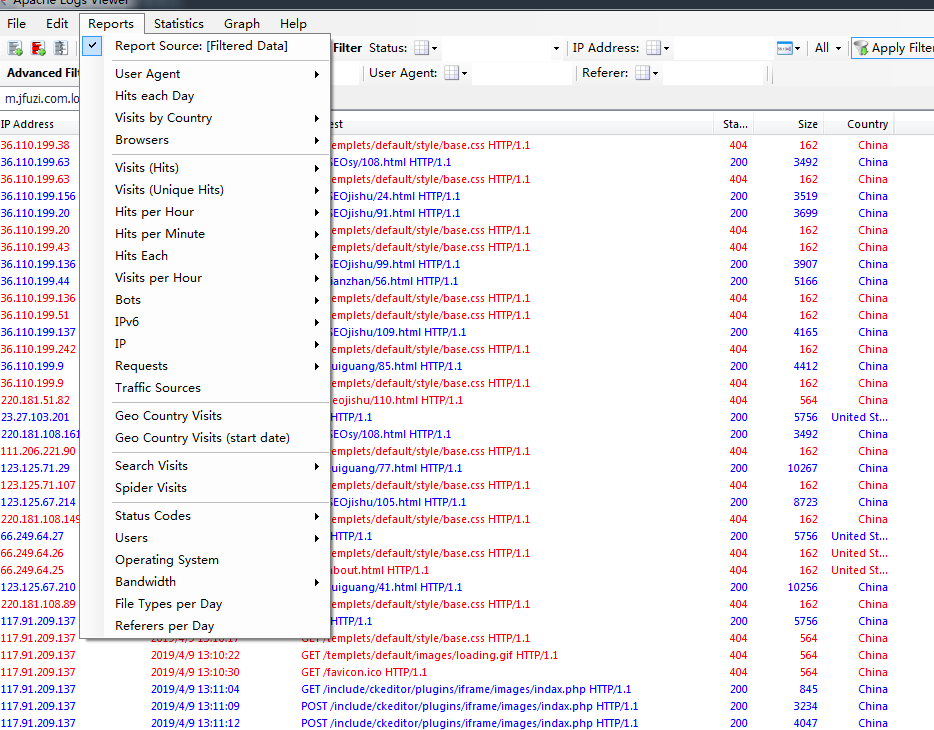 Apache Logs Viewer
File Edit Reports Statistics Graph Help
Filter Status: IP Address: All Apply Filte
Advanced Filt User Agent: Referer:
m.jfuzi.com.lo
Report Source: [Filtered Data]
User Agent
Hits each Day
Visits by Country
Browsers
Visits (Hits)
Visits (Unique Hits)
Hits per Hour
Hits per Minute
Hits Each
Visits per Hour
Bots
IPv6
IP
Requests
Traffic Sources
Geo Country Visits
Geo Country Visits (start date)
Search Visits
Spider Visits
Status Codes
Users
Operating System
Bandwidth
File Types per Day
Referers per Day
IP Address est Sta... Size Country
36.110.199.38 emplets/default/style/base.css HTTP/1.1 404 162 China
36.110.199.63 SEOsy/108.html HTTP/1.1 200 3492 China
36.110.199.63 emplets/default/style/base.css HTTP/1.1 404 162 China
36.110.199.156 SEOjishu/24.html HTTP/1.1 200 3519 China
36.110.199.20 SEOjishu/91.html HTTP/1.1 200 3699 China
36.110.199.20 emplets/default/style/base.css HTTP/1.1 404 162 China
36.110.199.43 emplets/default/style/base.css HTTP/1.1 404 162 China
36.110.199.136 SEOjishu/99.html HTTP/1.1 200 3907 China
36.110.199.44 anzhan/56.html HTTP/1.1 200 5166 China
36.110.199.136 emplets/default/style/base.css HTTP/1.1 404 162 China
36.110.199.51 emplets/default/style/base.css HTTP/1.1 404 162 China
36.110.199.137 SEOjishu/109.html HTTP/1.1 200 4165 China
36.110.199.242 emplets/default/style/base.css HTTP/1.1 404 162 China
36.110.199.9 uiguang/85.html HTTP/1.1 200 4412 China
36.110.199.9 emplets/default/style/base.css HTTP/1.1 404 162 China
220.181.51.82 eojishu/110.html HTTP/1.1 404 564 China
23.27.103.201 HTTP/1.1 200 5756 United St...
220.181.108.161 SEOsy/108.html HTTP/1.1 200 3492 China
111.206.221.90 emplets/default/style/base.css HTTP/1.1 404 162 China
123.125.71.29 uiguang/77.html HTTP/1.1 200 10267 China
123.125.71.107 emplets/default/style/base.css HTTP/1.1 404 162 China
123.125.67.214 SEOjishu/105.html HTTP/1.1 200 8723 China
220.181.108.149 emplets/default/style/base.css HTTP/1.1 404 162 China
66.249.64.27 HTTP/1.1 200 5756 United St...
66.249.64.26 emplets/default/style/base.css HTTP/1.1 404 162 United St...
66.249.64.25 bout.html HTTP/1.1 404 162 United St...
123.125.67.210 uiguang/41.html HTTP/1.1 200 10256 China
220.181.108.89 emplets/default/style/base.css HTTP/1.1 404 162 China
117.91.209.137 HTTP/1.1 200 5756 China
117.91.209.137 2019/4/9 13:10:17 GET /templets/default/style/base.css HTTP/1.1 404 564 China
117.91.209.137 2019/4/9 13:10:22 GET /templets/default/images/loading.gif HTTP/1.1 404 564 China
117.91.209.137 2019/4/9 13:10:30 GET /favicon.ico HTTP/1.1 404 564 China
117.91.209.137 2019/4/9 13:11:04 GET /include/ckeditor/plugins/iframe/images/indax.php HTTP/1.1 200 845 China
117.91.209.137 2019/4/9 13:11:09 POST /include/ckeditor/plugins/iframe/images/indax.php HTTP/1.1 200 3234 China
117.91.209.137 2019/4/9 13:11:12 POST /include/ckeditor/plugins/iframe/images/indax.php HTTP/1.1 200 4047 China